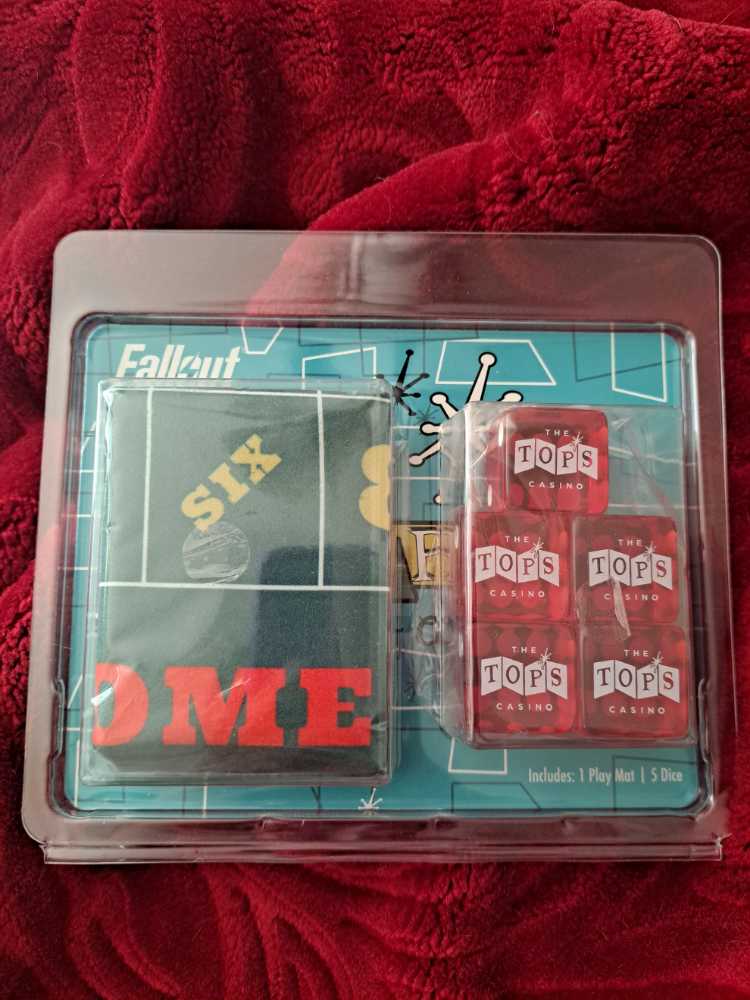 Fallout
SIX
8
OME
THE
TOPS
CASINO
THE
TOPS
CASINO
THE
TOPS
CASINO
THE
TOPS
CASINO
THE
TOPS
CASINO
Includes: 1 Play Mat | 5 Dice